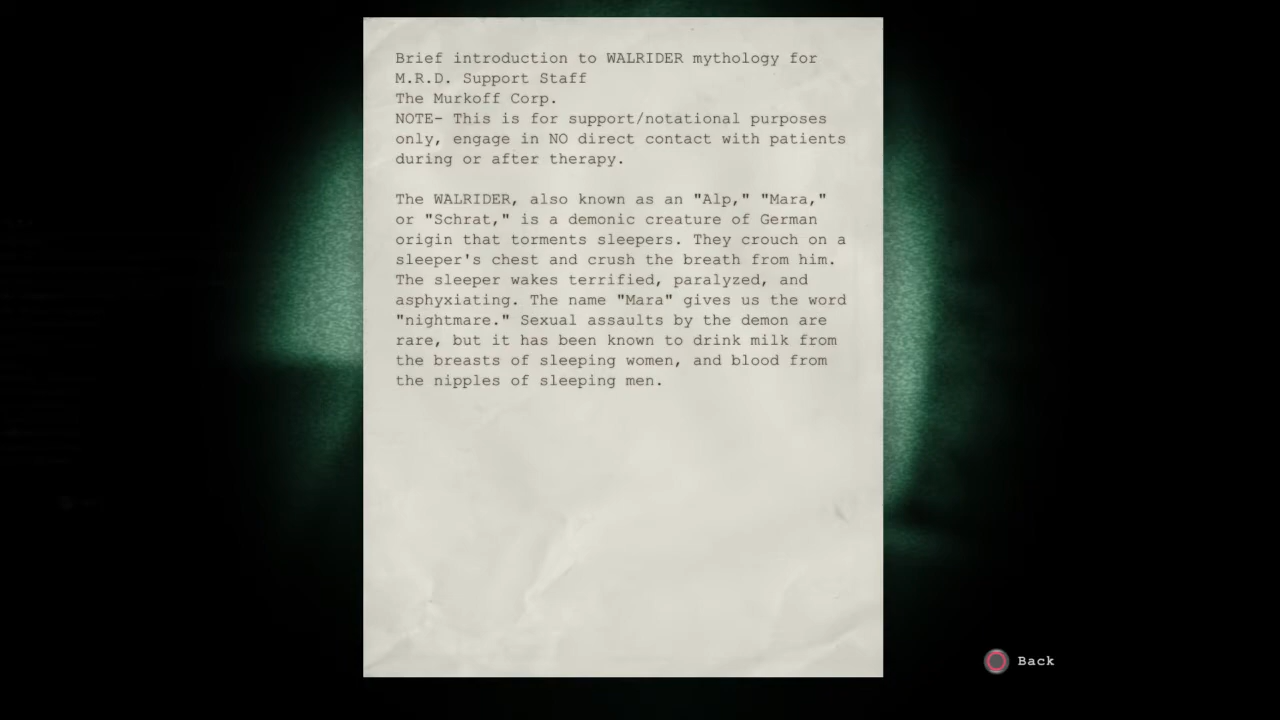 Brief introduction to WALRIDER mythology for
M.R.D. Support Staff
The Murkoff Corp.
NOTE- This is for support/notational purposes
only, engage in NO direct contact with patients
during or after therapy.
The WALRIDER, also known as an "Alp," "Mara,"
or "Schrat," is a demonic creature of German
origin that torments sleepers. They crouch on a
sleeper's chest and crush the breath from him.
The sleeper wakes terrified, paralyzed, and
asphyxiating. The name "Mara" gives us the word
"nightmare." Sexual assaults by the demon are
rare, but it has been known to drink milk from
the breasts of sleeping women, and blood from
the nipples of sleeping men.
Back